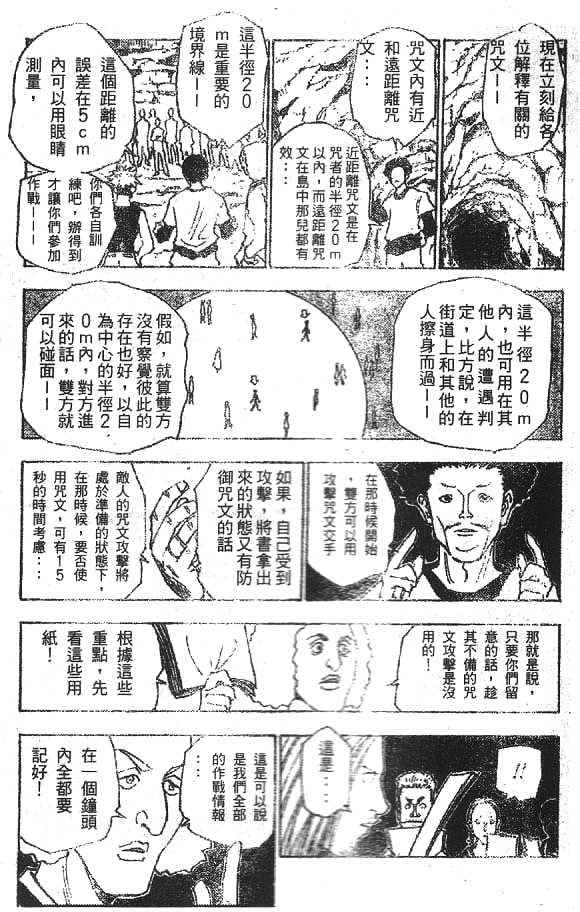 現在立刻給各
位解釋有關的
咒文——
咒文內有近
和遠距離咒
文：：
近距離咒文是在
咒者的半徑20m
以內，而遠距離咒
文在島中那兒都有
效：：
這半徑20
m是重要的
境界線——
這個距離的
誤差在5cm
內可以用眼睛
測量，
你們各自訓
練吧，辦得到
才讓你們參加
作戰——
這半徑20m
內，也可用在其
他人的遭遇判
定，比方說，在
街道上和其他的
人擦身而過——
假如，就算雙方
沒有察覺彼此的
存在也好，以自
為中心的半徑2
0m內，對方進
來的話，雙方就
可以碰面——
在那時候開始
，雙方可以用
攻擊咒文交手
如果，自己受到
攻擊，將書拿出
來的狀態又有防
御咒文的話
敵人的咒文攻擊將
處於準備的狀態下，
在那時候，要否使
用咒文，可有15
秒的時間考慮：：
那就是說，
只要你們留
意的話，趁
其不備的咒
文攻擊是沒
用的！
根據這些
重點，先
看這些用
紙！
!!
這是：：
這是可以說
是我們全部
的作戰情報
：：
在一個鐘頭
內全都要
記好！